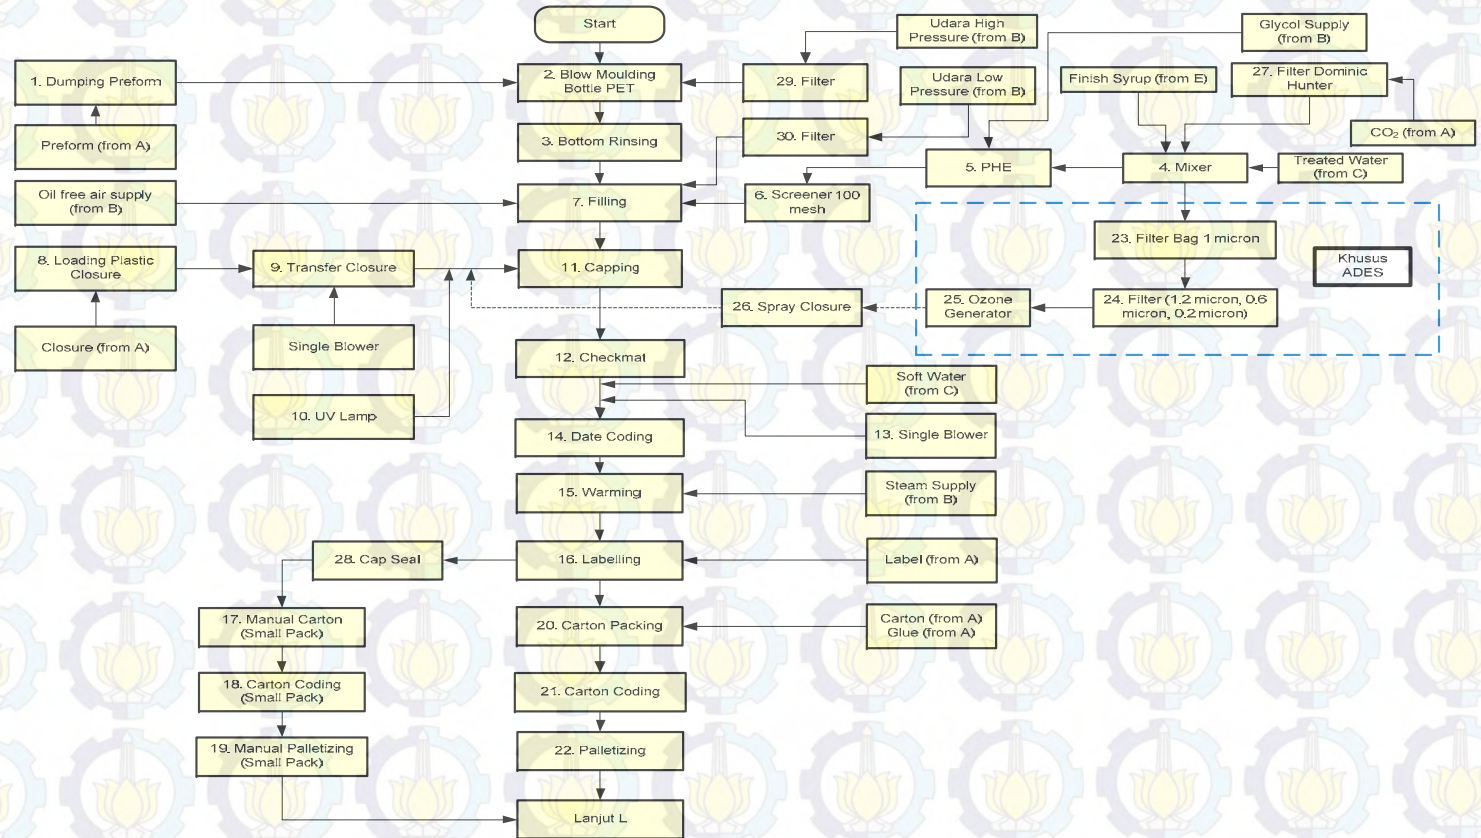 Start
Udara High
Pressure (from B)
Glycol Supply
(from B)
1. Dumping Preform
2. Blow Moulding
Bottle PET
29. Filter
Udara Low
Pressure (from B)
Finish Syrup (from E)
27. Filter Dominic
Hunter
Preform (from A)
3. Bottom Rinsing
30. Filter
CO₂ (from A)
5. PHE
4. Mixer
Treated Water
(from C)
Oil free air supply
(from B)
7. Filling
6. Screener 100
mesh
23. Filter Bag 1 micron
Khusus
ADES
8. Loading Plastic
Closure
9. Transfer Closure
11. Capping
26. Spray Closure
25. Ozone
Generator
24. Filter (1.2 micron, 0.6
micron, 0.2 micron)
Closure (from A)
Single Blower
12. Checkmat
Soft Water
(from C)
10. UV Lamp
14. Date Coding
13. Single Blower
15. Warming
Steam Supply
(from B)
28. Cap Seal
16. Labelling
Label (from A)
17. Manual Carton
(Small Pack)
20. Carton Packing
Carton (from A)
Glue (from A)
18. Carton Coding
(Small Pack)
21. Carton Coding
19. Manual Palletizing
(Small Pack)
22. Palletizing
Lanjut L